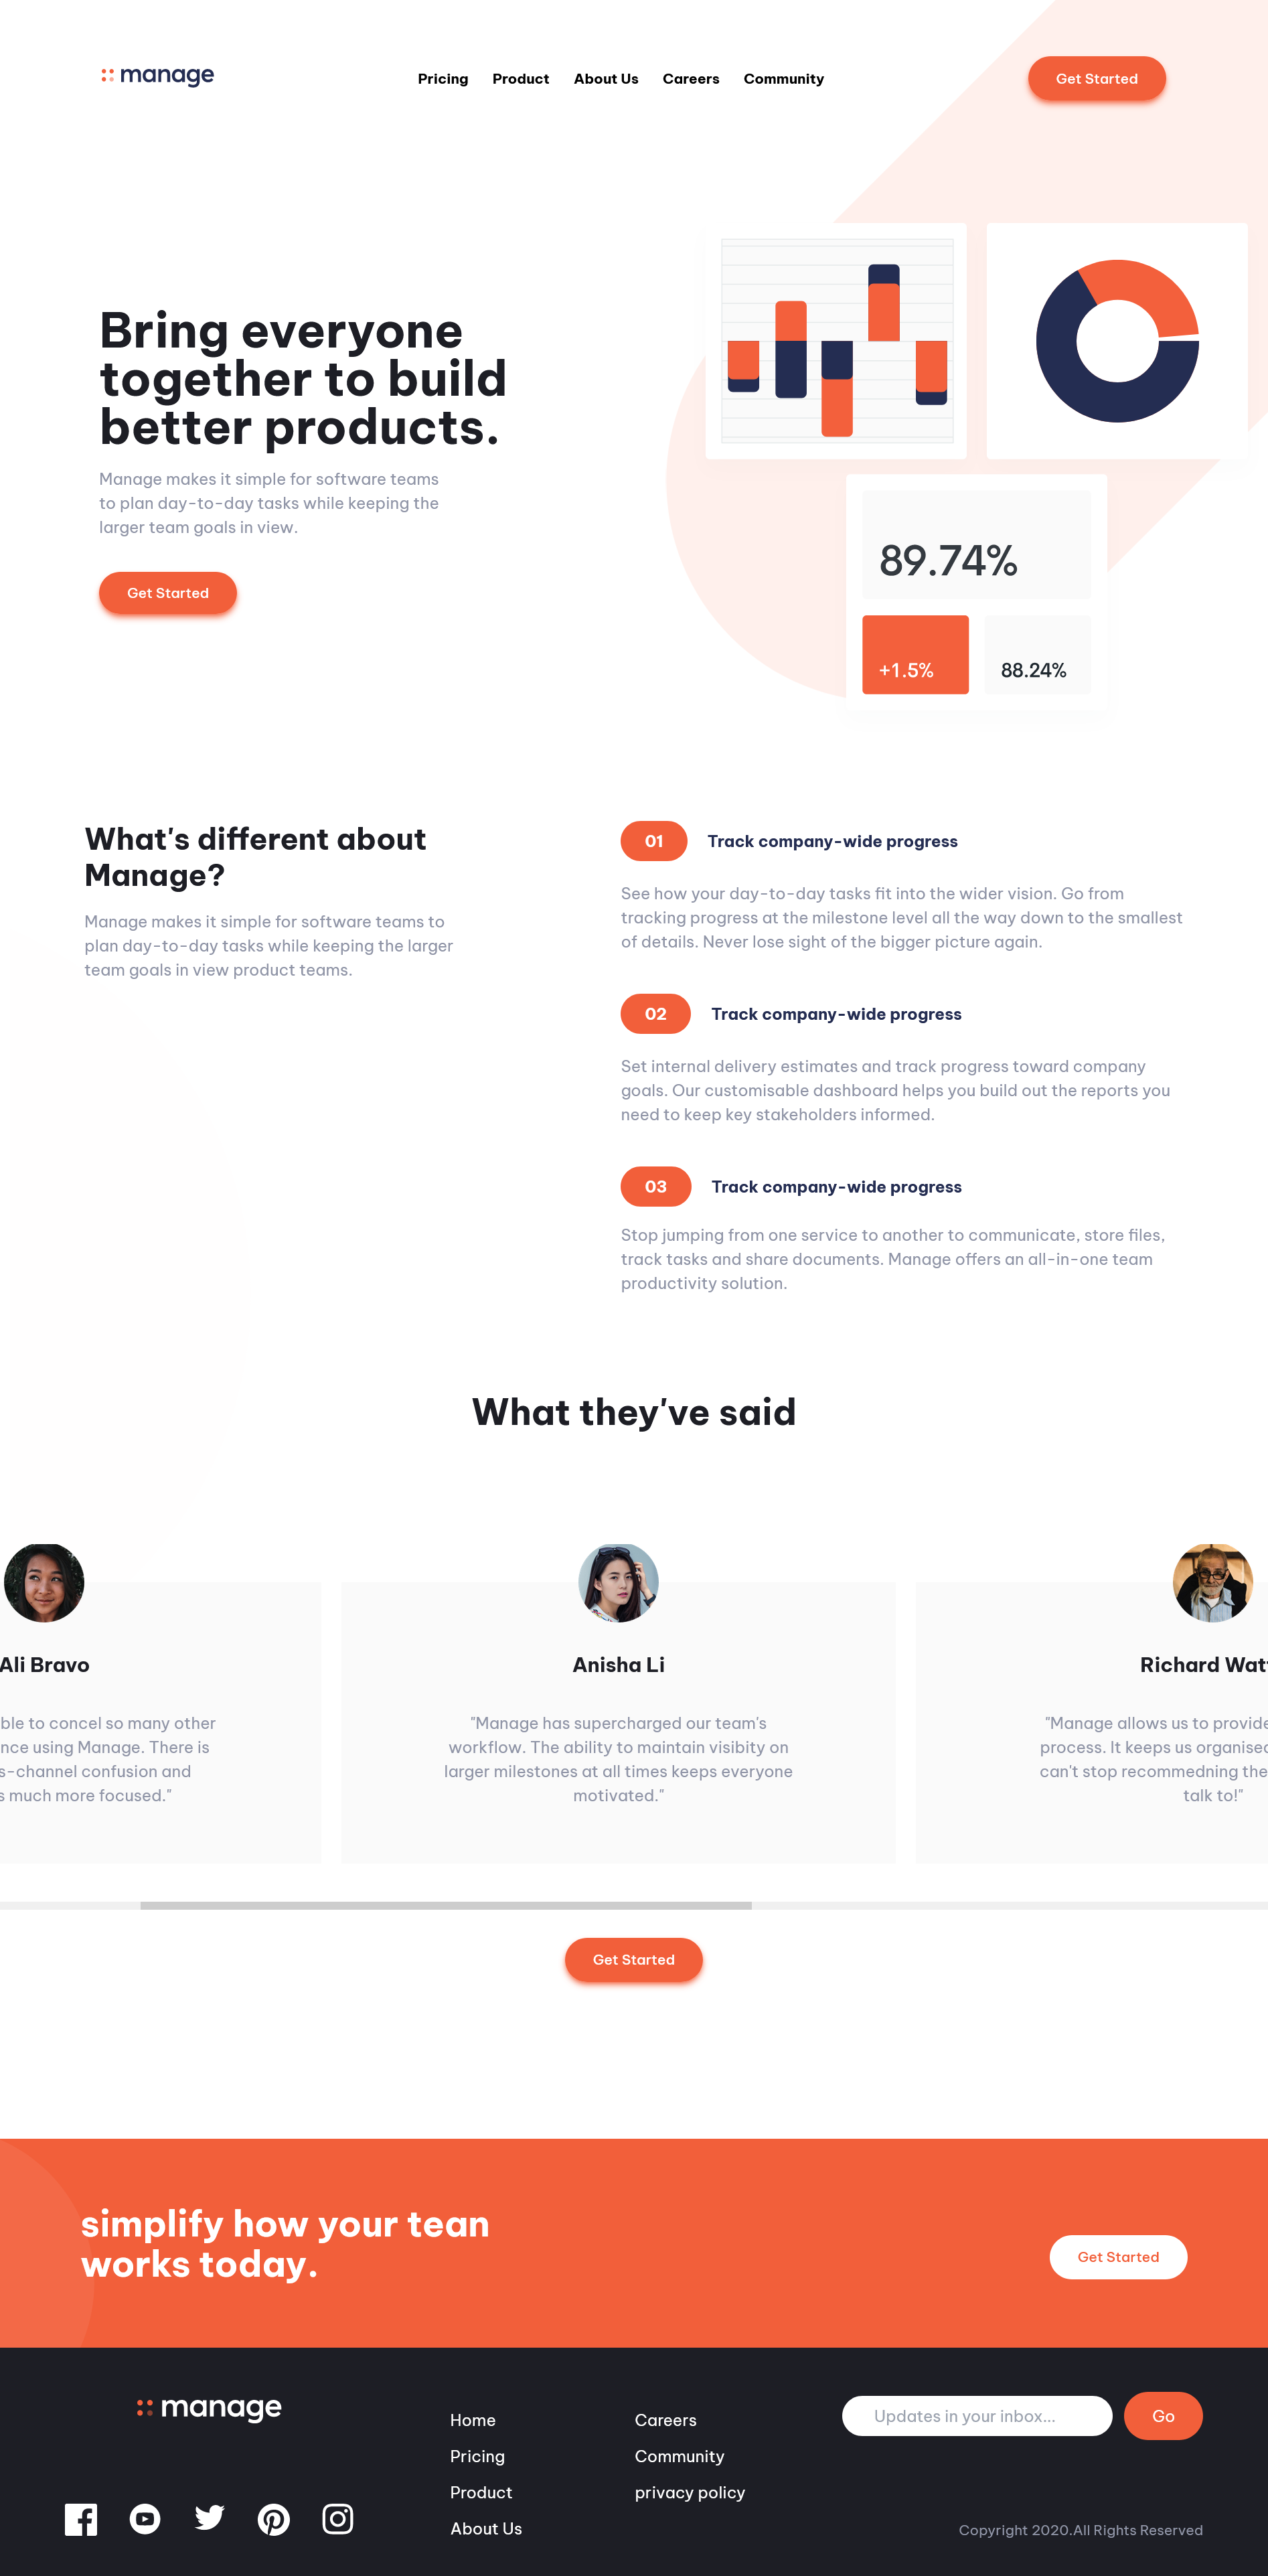 manage
Pricing Product About Us Careers Community
Get Started
Bring everyone
together to build
better products.
Manage makes it simple for software teams
to plan day-to-day tasks while keeping the
larger team goals in view.
Get Started
89.74%
+1.5%
88.24%
What's different about
Manage?
Manage makes it simple for software teams to
plan day-to-day tasks while keeping the larger
team goals in view product teams.
01 Track company-wide progress
See how your day-to-day tasks fit into the wider vision. Go from
tracking progress at the milestone level all the way down to the smallest
of details. Never lose sight of the bigger picture again.
02 Track company-wide progress
Set internal delivery estimates and track progress toward company
goals. Our customisable dashboard helps you build out the reports you
need to keep key stakeholders informed.
03 Track company-wide progress
Stop jumping from one service to another to communicate, store files,
track tasks and share documents. Manage offers an all-in-one team
productivity solution.
What they've said
Ali Bravo
ble to concel so many other
nce using Manage. There is
s-channel confusion and
s much more focused."
Anisha Li
"Manage has supercharged our team's
workflow. The ability to maintain visibity on
larger milestones at all times keeps everyone
motivated."
Richard Wat
"Manage allows us to provide
process. It keeps us organised
can't stop recommedning the
talk to!"
Get Started
simplify how your tean
works today.
Get Started
manage
Home
Pricing
Product
About Us
Careers
Community
privacy policy
Updates in your inbox...
Go
Copyright 2020.All Rights Reserved